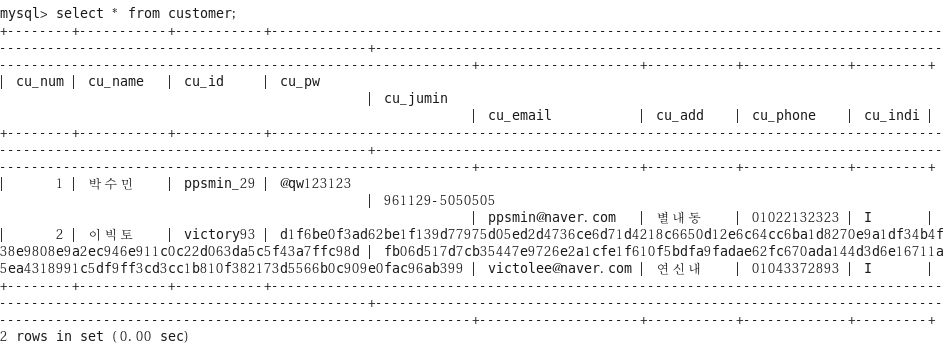 mysql> select * from customer;
| cu_num | cu_name | cu_id | cu_pw
| cu_jumin
| cu_email | cu_add | cu_phone | cu_indi |
| 1 | 박수민 | ppsmin_29 | @qw123123
| 961129-5050505
| ppsmin@naver.com | 별내동 | 01022132323 | I |
| 2 | 이빅토 | victory93 | d1f6be0f3ad62be1f139d77975d05ed2d4736ce6d71d4218c6650d12e6c64cc6ba1d8270e9a1df34b4f
38e9808e9a2ec946e911c0c22d063da5c5f43a7ffc98d | fb06d517d7cb35447e9726e2a1cfe1f610f5bdfa9fadae62fc670ada144d3d6e16711a
5ea4318991c5df9ff3cd3cc1b810f382173d5566b0c909e0fac96ab399 | victolee@naver.com | 연신내 | 01043372893 | I |
2 rows in set (0.00 sec)